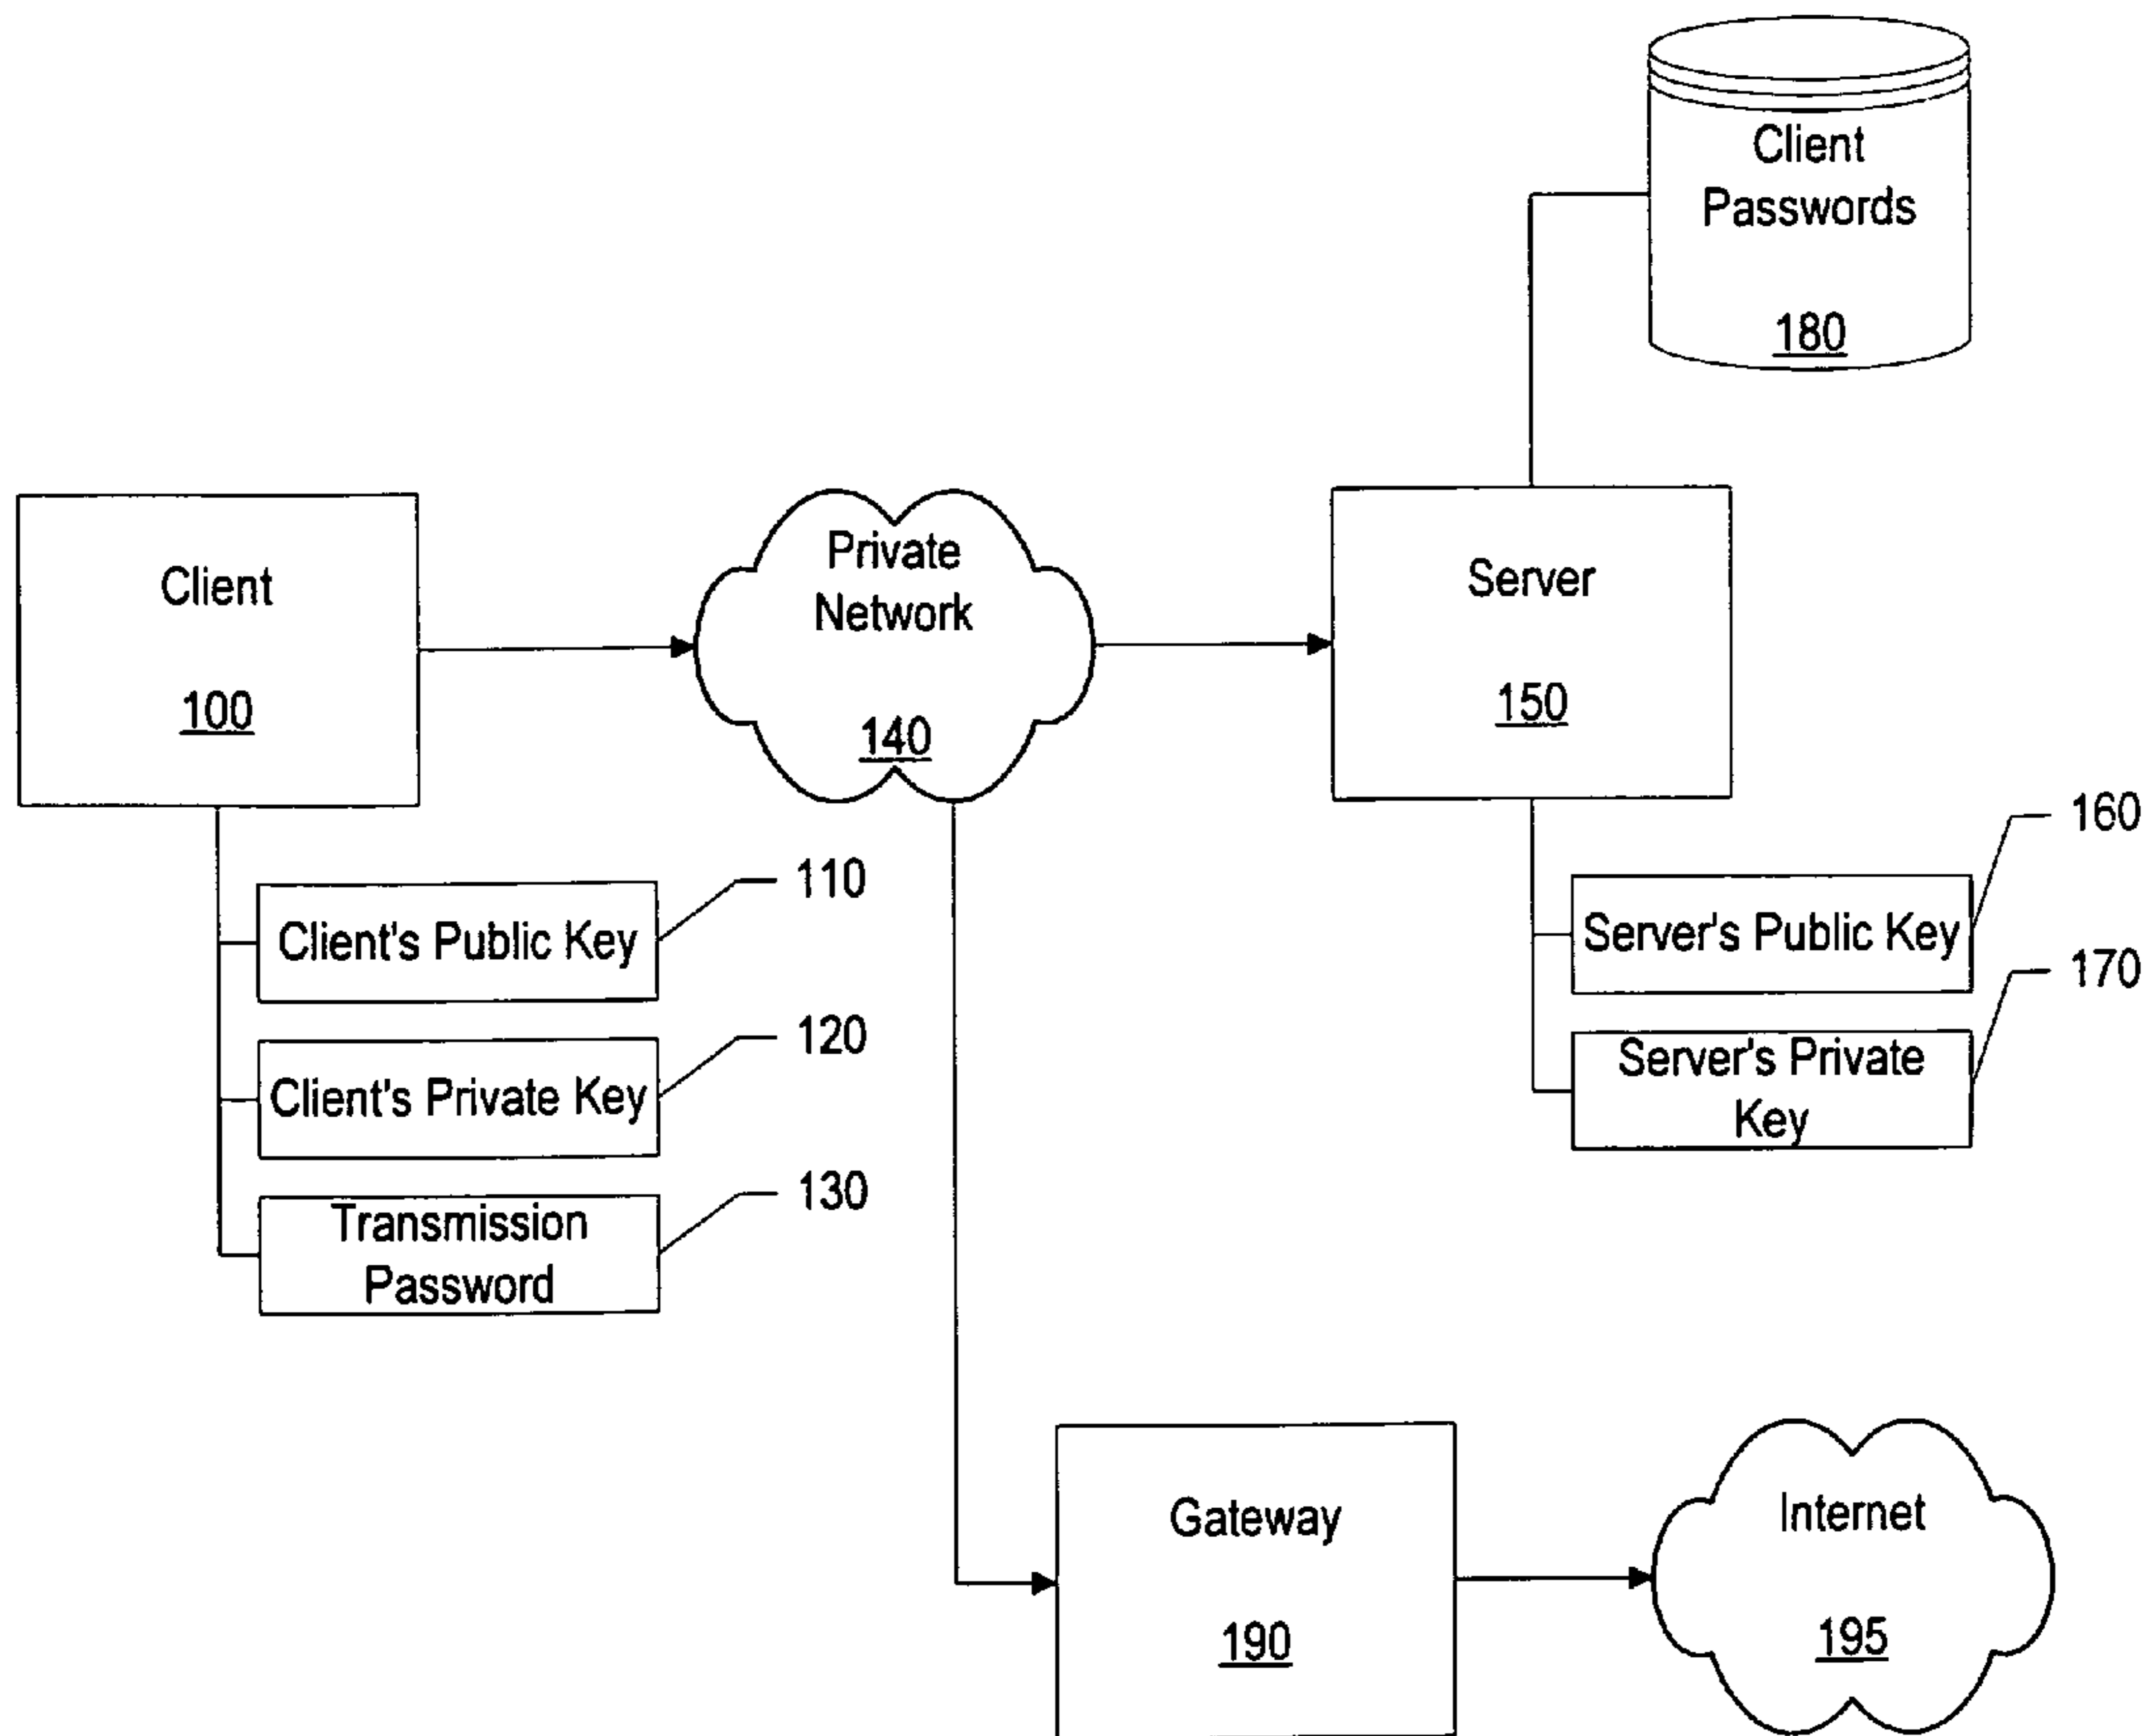 Client
Passwords
180
Client
100
Private
Network
140
Server
150
160
Server's Public Key
170
Server's Private
Key
110
Client's Public Key
120
Client's Private Key
130
Transmission
Password
Gateway
190
Internet
195